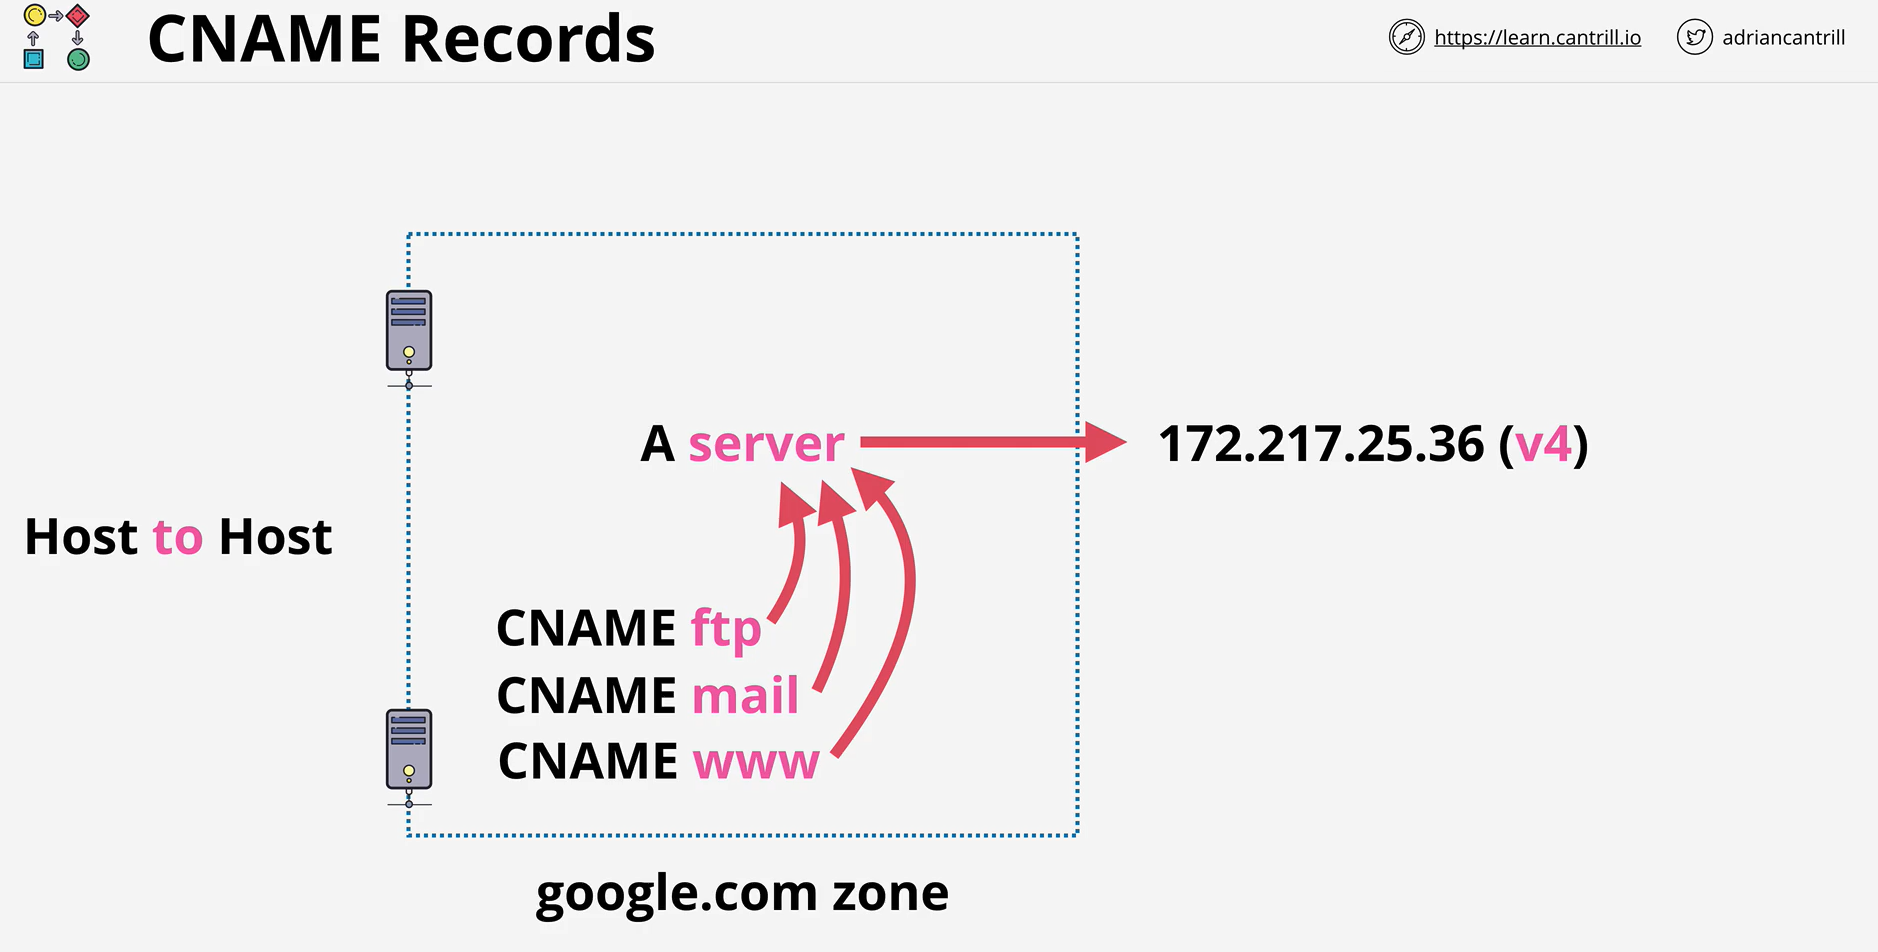 CNAME Records
https://learn.cantrill.io
adriancantrill
A server
172.217.25.36 (v4)
Host to Host
CNAME ftp
CNAME mail
CNAME www
google.com zone